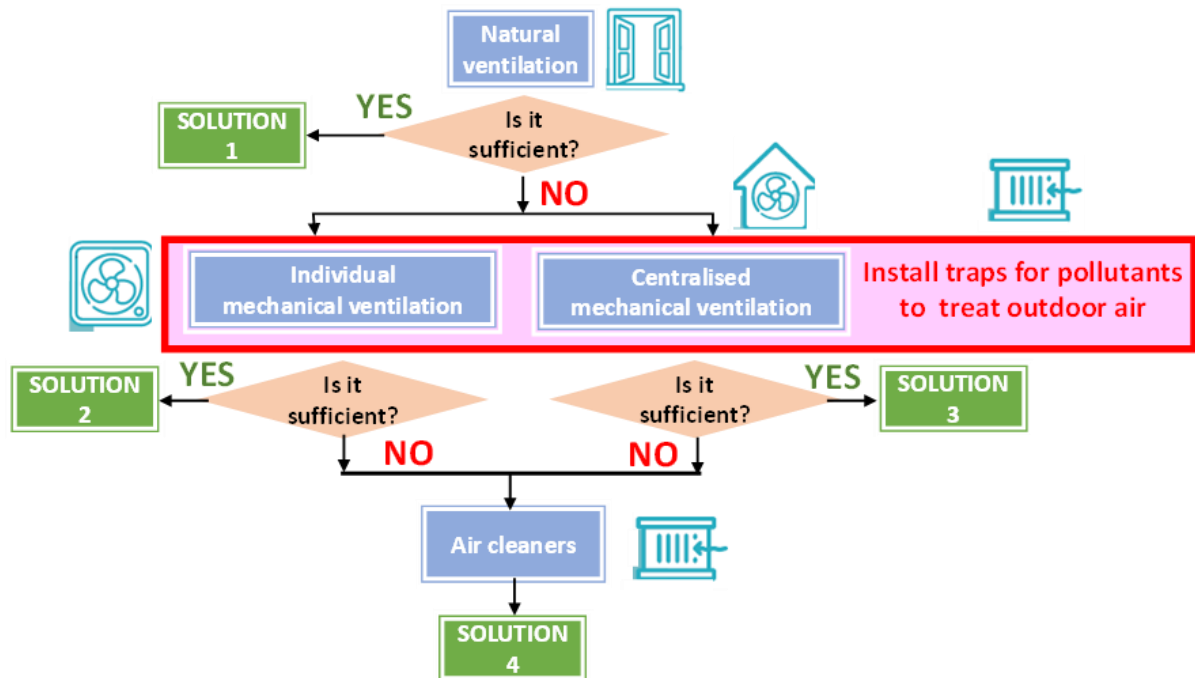 Natural
ventilation
YES
SOLUTION
1
Is it
sufficient?
NO
Individual
mechanical ventilation
Centralised
mechanical ventilation
Install traps for pollutants
to treat outdoor air
SOLUTION
2
YES
Is it
sufficient?
Is it
sufficient?
YES
SOLUTION
3
NO
NO
Air cleaners
SOLUTION
4